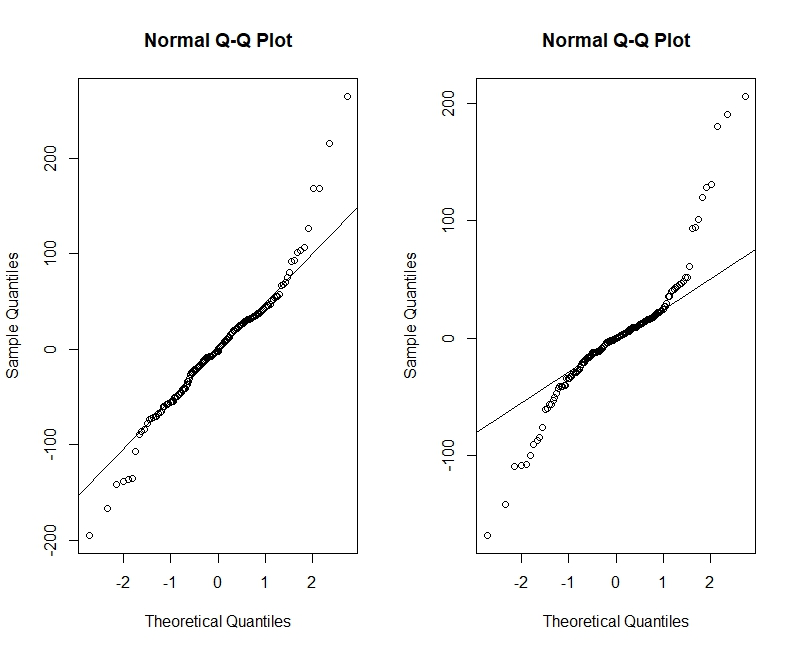 Normal Q-Q Plot
Sample Quantiles
200
100
0
-100
-200
-2 -1 0 1 2
Theoretical Quantiles
Normal Q-Q Plot
Sample Quantiles
200
100
0
-100
-2 -1 0 1 2
Theoretical Quantiles